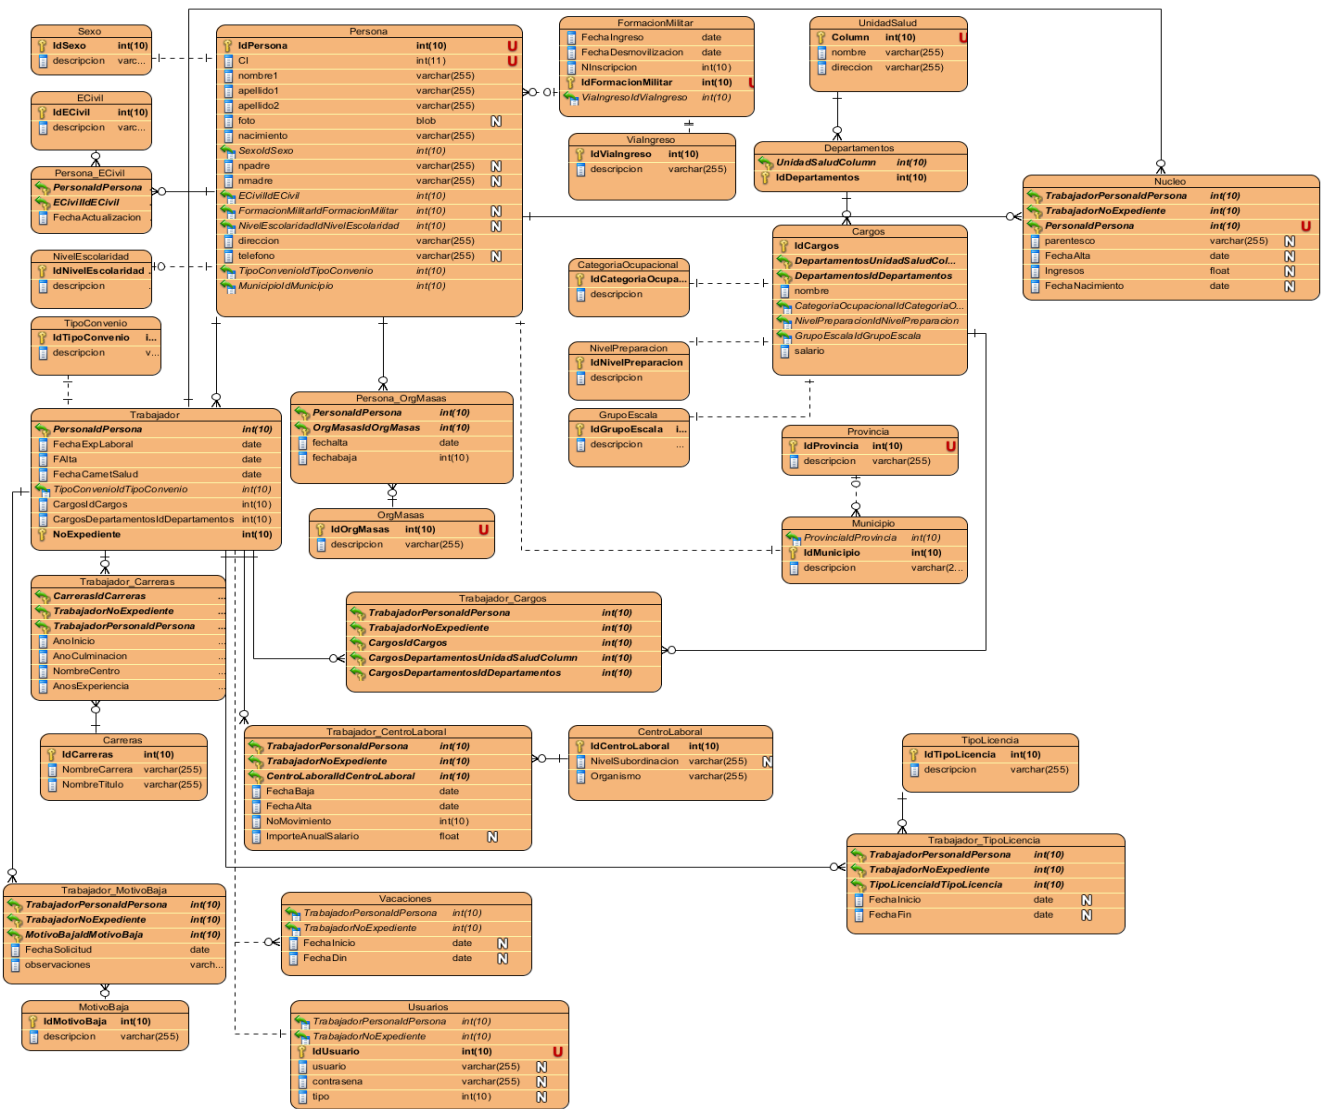 Sexo
IdSexo int(10)
descripcion varc...
ECivil
IdECivil int(10)
descripcion varc...
Persona_ECivil
PersonaIdPersona
ECivilIdECivil
FechaActualizacion
NivelEscolaridad
IdNivelEscolaridad
descripcion
TipoConvenio
IdTipoConvenio i...
descripcion v...
Persona
IdPersona int(10) U
CI int(11) U
nombre1 varchar(255)
apellido1 varchar(255)
apellido2 varchar(255)
foto blob N
nacimiento varchar(255)
SexoIdSexo int(10)
npadre varchar(255) N
nmadre varchar(255) N
ECivilIdECivil int(10)
FormacionMilitarIdFormacionMilitar int(10) N
NivelEscolaridadIdNivelEscolaridad int(10) N
direccion varchar(255)
telefono varchar(255) N
TipoConvenioIdTipoConvenio int(10)
MunicipioIdMunicipio int(10)
FormacionMilitar
FechaIngreso date
FechaDesmovilizacion date
NInscripcion int(10)
IdFormacionMilitar int(10) U
ViaIngresoIdViaIngreso int(10)
ViaIngreso
IdViaIngreso int(10)
descripcion varchar(255)
UnidadSalud
Column int(10) U
nombre varchar(255)
direccion varchar(255)
Departamentos
UnidadSaludColumn int(10)
IdDepartamentos int(10)
Nucleo
TrabajadorPersonaIdPersona int(10)
TrabajadorNoExpediente int(10)
PersonaIdPersona int(10) U
parentesco varchar(255) N
FechaAlta date N
Ingresos float N
FechaNacimiento date N
Cargos
IdCargos
DepartamentosUnidadSaludCol...
DepartamentosIdDepartamentos
nombre
CategoriaOcupacionalIdCategoriaO...
NivelPreparacionIdNivelPreparacion
GrupoEscalaIdGrupoEscala
salario
CategoriaOcupacional
IdCategoriaOcupa...
descripcion
NivelPreparacion
IdNivelPreparacion
descripcion
GrupoEscala
IdGrupoEscala i...
descripcion ...
Provincia
IdProvincia int(10) U
descripcion varchar(255)
Municipio
ProvinciaIdProvincia int(10)
IdMunicipio int(10)
descripcion varchar(2...
Trabajador
PersonaIdPersona int(10)
FechaExpLaboral date
FAlta date
FechaCarnetSalud date
TipoConvenioIdTipoConvenio int(10)
CargosIdCargos int(10)
CargosDepartamentosIdDepartamentos int(10)
NoExpediente int(10)
Persona_OrgMasas
PersonaIdPersona int(10)
OrgMasasIdOrgMasas int(10)
fechalta date
fechabaja int(10)
OrgMasas
IdOrgMasas int(10) U
descripcion varchar(255)
Trabajador_Carreras
CarrerasIdCarreras ...
TrabajadorNoExpediente ...
TrabajadorPersonaIdPersona ...
AnoInicio ...
AnoCulminacion ...
NombreCentro ...
AnosExperiencia ...
Carreras
IdCarreras int(10)
NombreCarrera varchar(255)
NombreTitulo varchar(255)
Trabajador_Cargos
TrabajadorPersonaIdPersona int(10)
TrabajadorNoExpediente int(10)
CargosIdCargos int(10)
CargosDepartamentosUnidadSaludColumn int(10)
CargosDepartamentosIdDepartamentos int(10)
Trabajador_CentroLaboral
TrabajadorPersonaIdPersona int(10)
TrabajadorNoExpediente int(10)
CentroLaboralIdCentroLaboral int(10)
FechaBaja date
FechaAlta date
NoMovimiento int(10)
ImporteAnualSalario float N
CentroLaboral
IdCentroLaboral int(10)
NivelSubordinacion varchar(255) N
Organismo varchar(255)
TipoLicencia
IdTipoLicencia int(10)
descripcion varchar(255)
Trabajador_TipoLicencia
TrabajadorPersonaIdPersona int(10)
TrabajadorNoExpediente int(10)
TipoLicenciaIdTipoLicencia int(10)
FechaInicio date N
FechaFin date N
Trabajador_MotivoBaja
TrabajadorPersonaIdPersona int(10)
TrabajadorNoExpediente int(10)
MotivoBajaIdMotivoBaja int(10)
FechaSolicitud date
observaciones varch...
MotivoBaja
IdMotivoBaja int(10)
descripcion varchar(255)
Vacaciones
TrabajadorPersonaIdPersona int(10)
TrabajadorNoExpediente int(10)
FechaInicio date N
FechaDin date N
Usuarios
TrabajadorPersonaIdPersona int(10)
TrabajadorNoExpediente int(10)
IdUsuario int(10) U
usuario varchar(255) N
contrasena varchar(255) N
tipo int(10) N